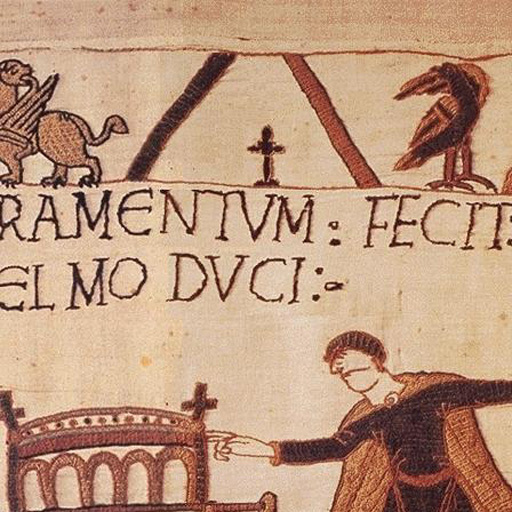 RAMENTVM : FECIT :
ELMO DVCI :-